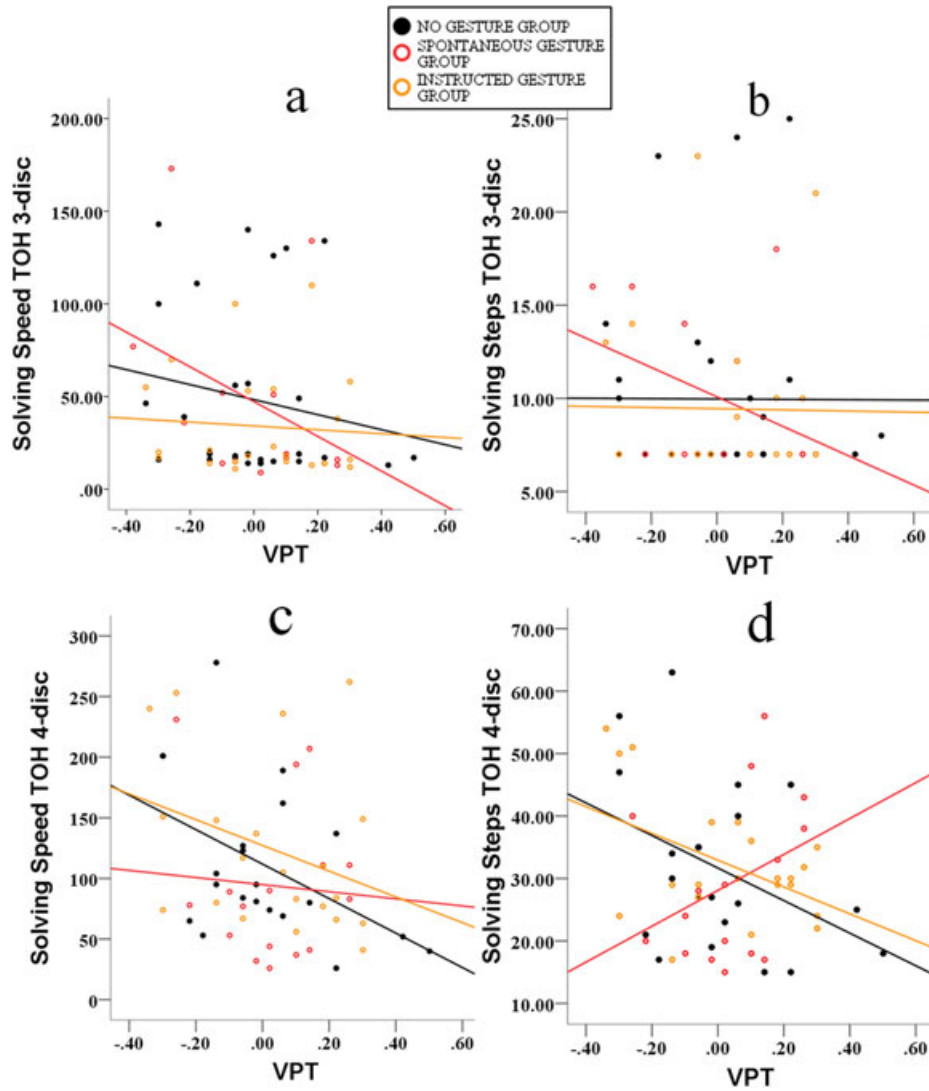 NO GESTURE GROUP
SPONTANEOUS GESTURE
GROUP
INSTRUCTED GESTURE
GROUP
a
Solving Speed TOH 3-disc
200.00
150.00
100.00
50.00
.00
-.40 -.20 .00 .20 .40 .60
VPT
b
Solving Steps TOH 3-disc
25.00
20.00
15.00
10.00
5.00
-.40 -.20 .00 .20 .40 .60
VPT
c
Solving Speed TOH 4-disc
300
250
200
150
100
50
0
-.40 -.20 .00 .20 .40 .60
VPT
d
Solving Steps TOH 4-disc
70.00
60.00
50.00
40.00
30.00
20.00
10.00
-.40 -.20 .00 .20 .40 .60
VPT